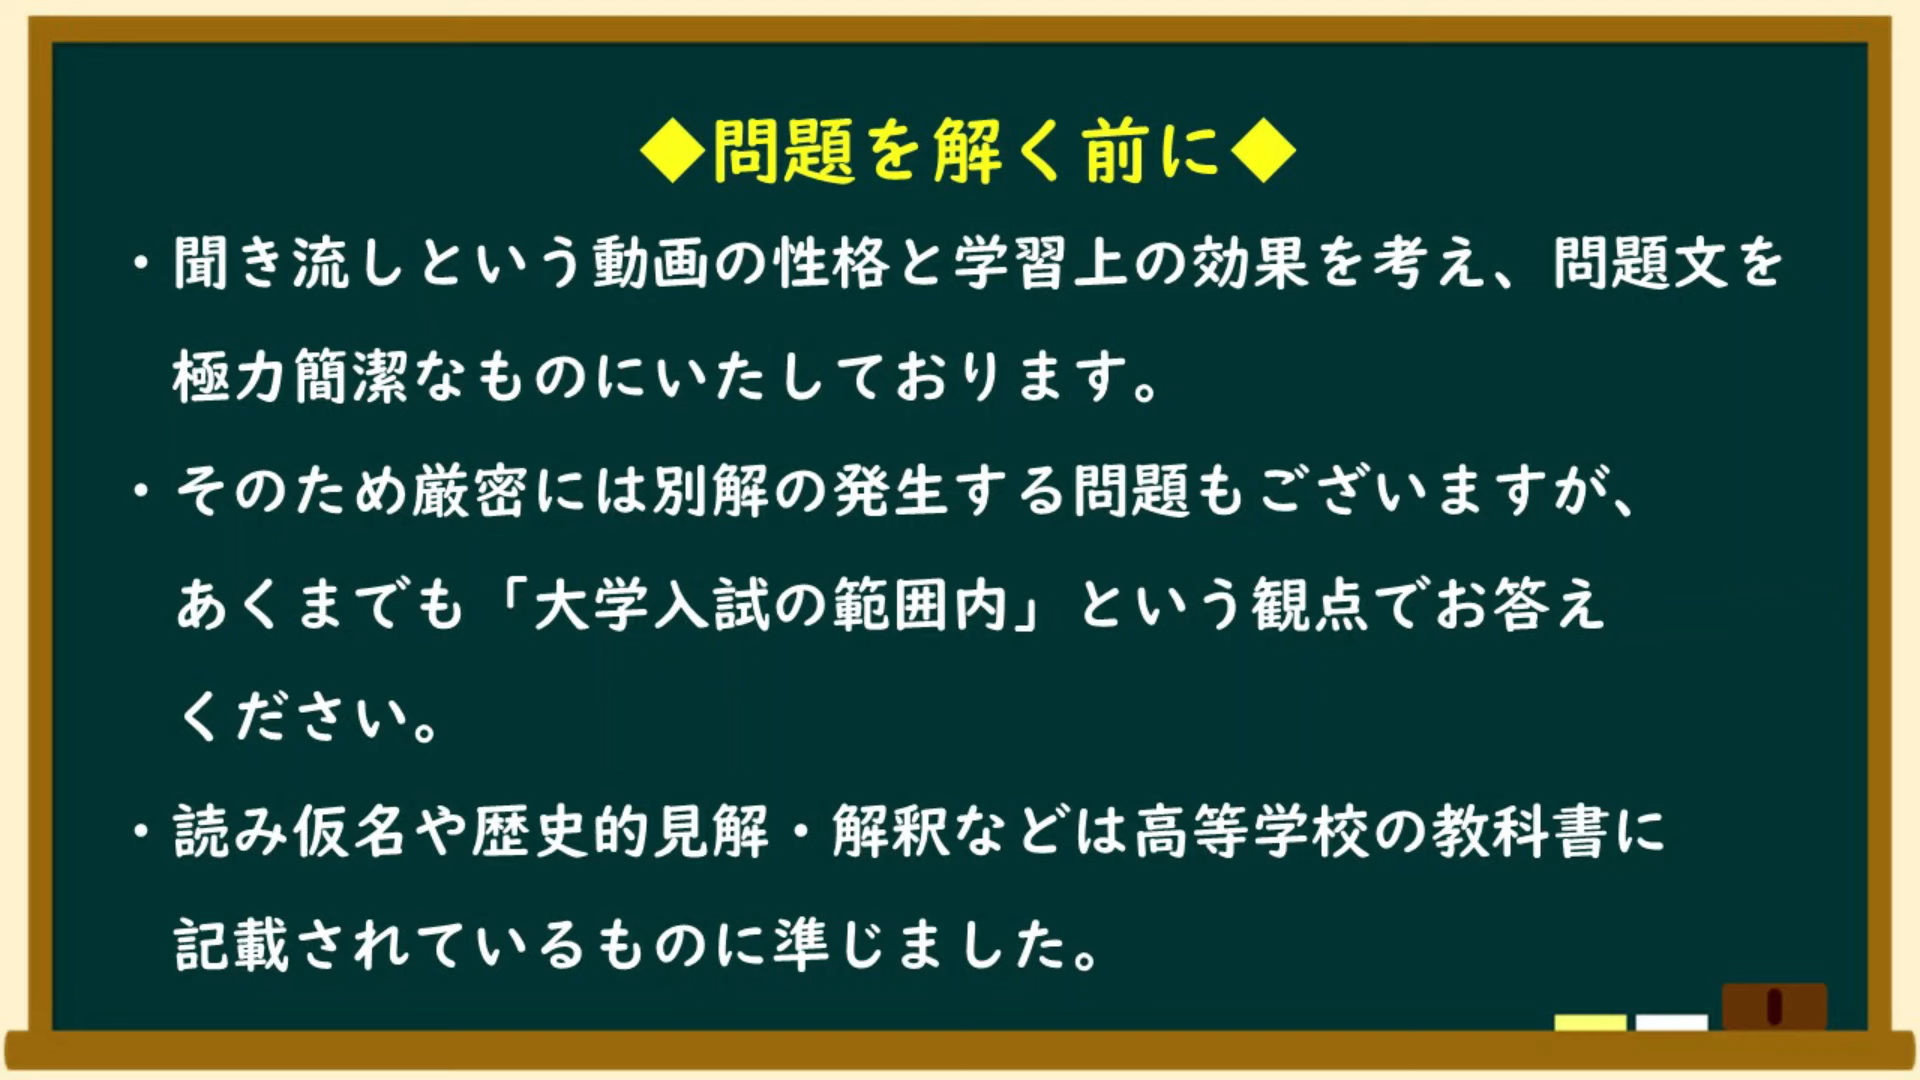 ◆問題を解く前に◆
・聞き流しという動画の性格と学習上の効果を考え、問題文を
極力簡潔なものにいたしております。
・そのため厳密には別解の発生する問題もございますが、
あくまでも「大学入試の範囲内」という観点でお答え
ください。
・読み仮名や歴史的見解・解釈などは高等学校の教科書に
記載されているものに準じました。